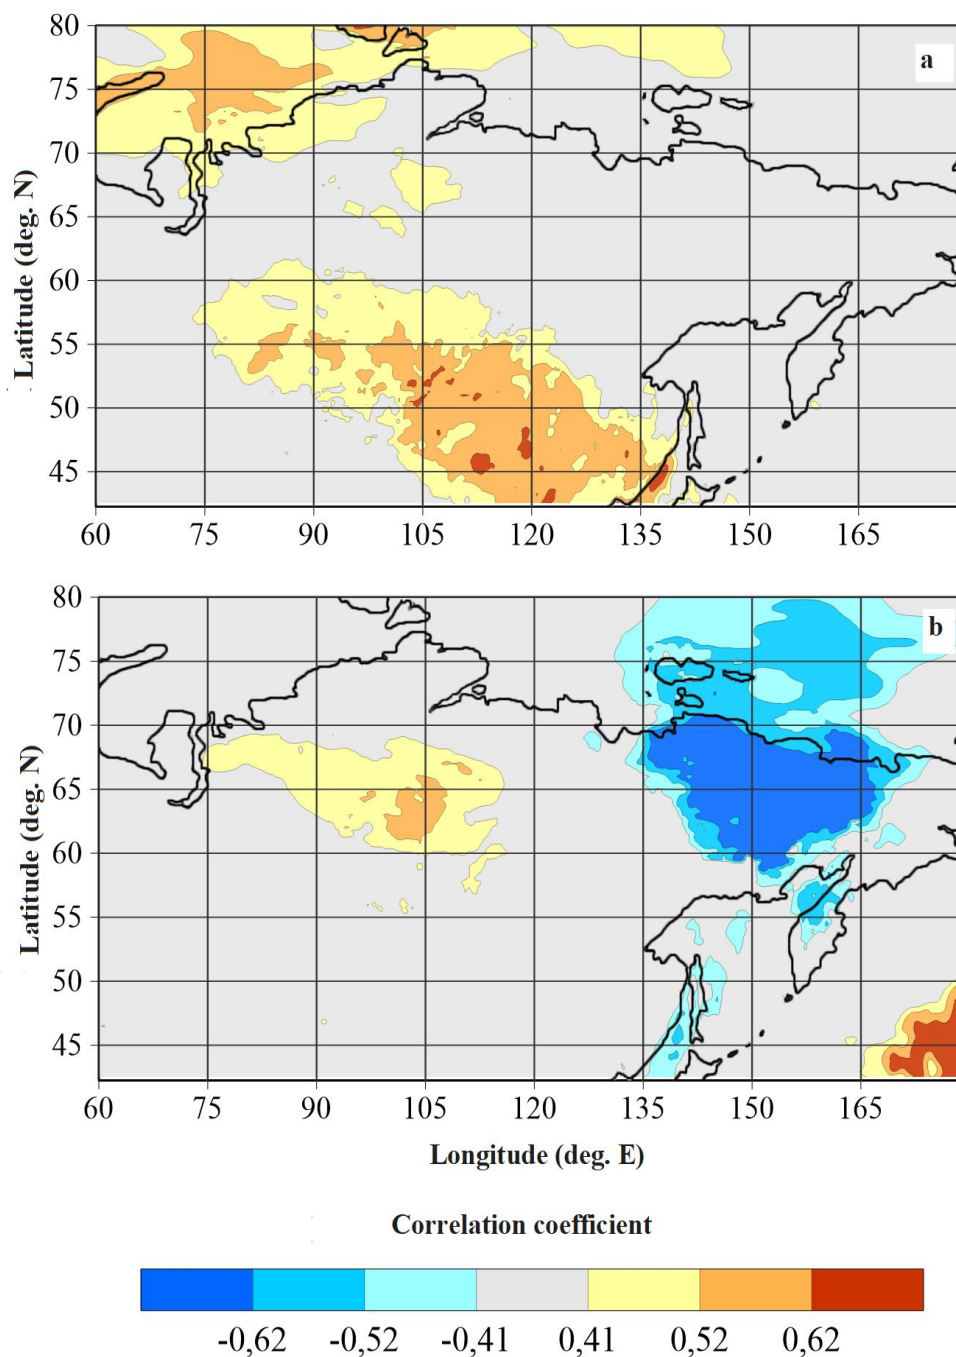 80
a
75
70
65
60
55
50
45
Latitude (deg. N)
60 75 90 105 120 135 150 165
80
b
75
70
65
60
55
50
45
Latitude (deg. N)
60 75 90 105 120 135 150 165
Longitude (deg. E)
Correlation coefficient
-0,62 -0,52 -0,41 0,41 0,52 0,62